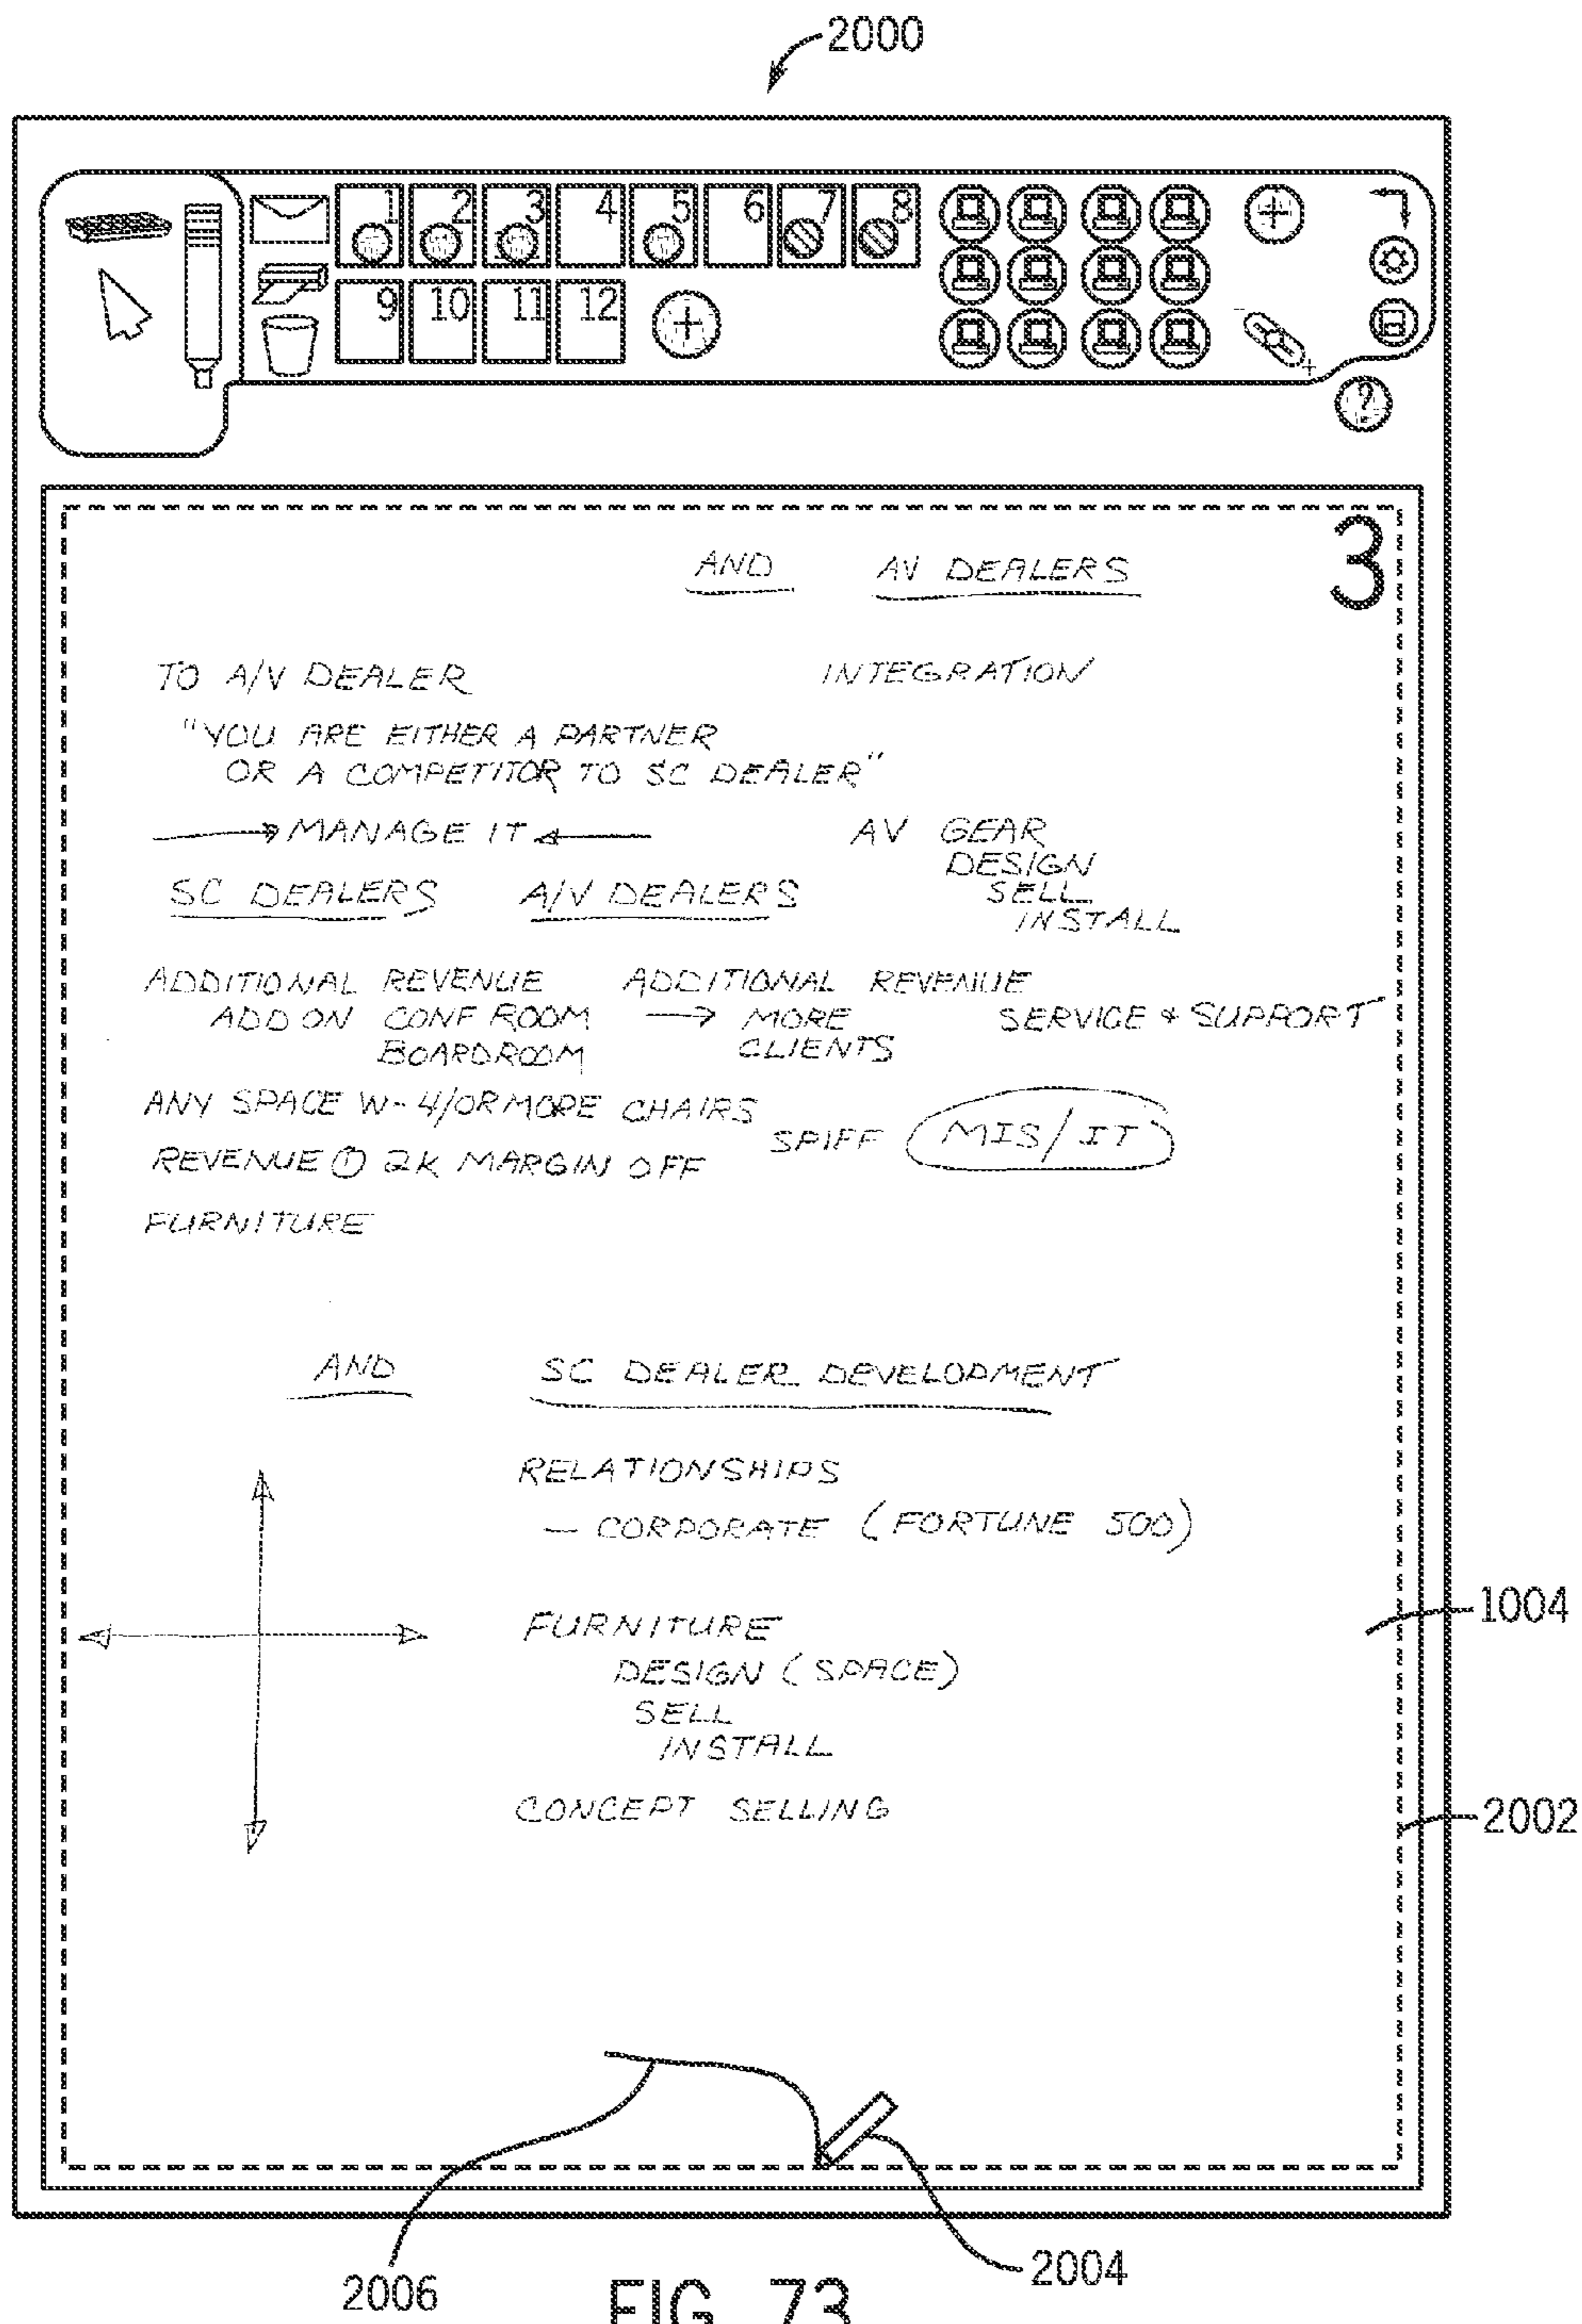 2000
1 2 3 4 5 6 7 8
9 10 11 12
?
3
AND AV DEALERS
TO A/V DEALER INTEGRATION
"YOU ARE EITHER A PARTNER
OR A COMPETITOR TO SC DEALER"
MANAGE IT AV GEAR
DESIGN
SC DEALERS A/V DEALERS SELL
INSTALL
ADDITIONAL REVENUE ADDITIONAL REVENUE
ADD ON CONF ROOM → MORE SERVICE & SUPPORT
BOARDROOM CLIENTS
ANY SPACE W- 4/OR MORE CHAIRS
SPIFF MIS/IT
REVENUE ① 2K MARGIN OFF
FURNITURE
AND SC DEALER DEVELOPMENT
RELATIONSHIPS
— CORPORATE (FORTUNE 500)
1004
FURNITURE
DESIGN (SPACE)
SELL
INSTALL
CONCEPT SELLING
2002
2004
2006
FIG. 73